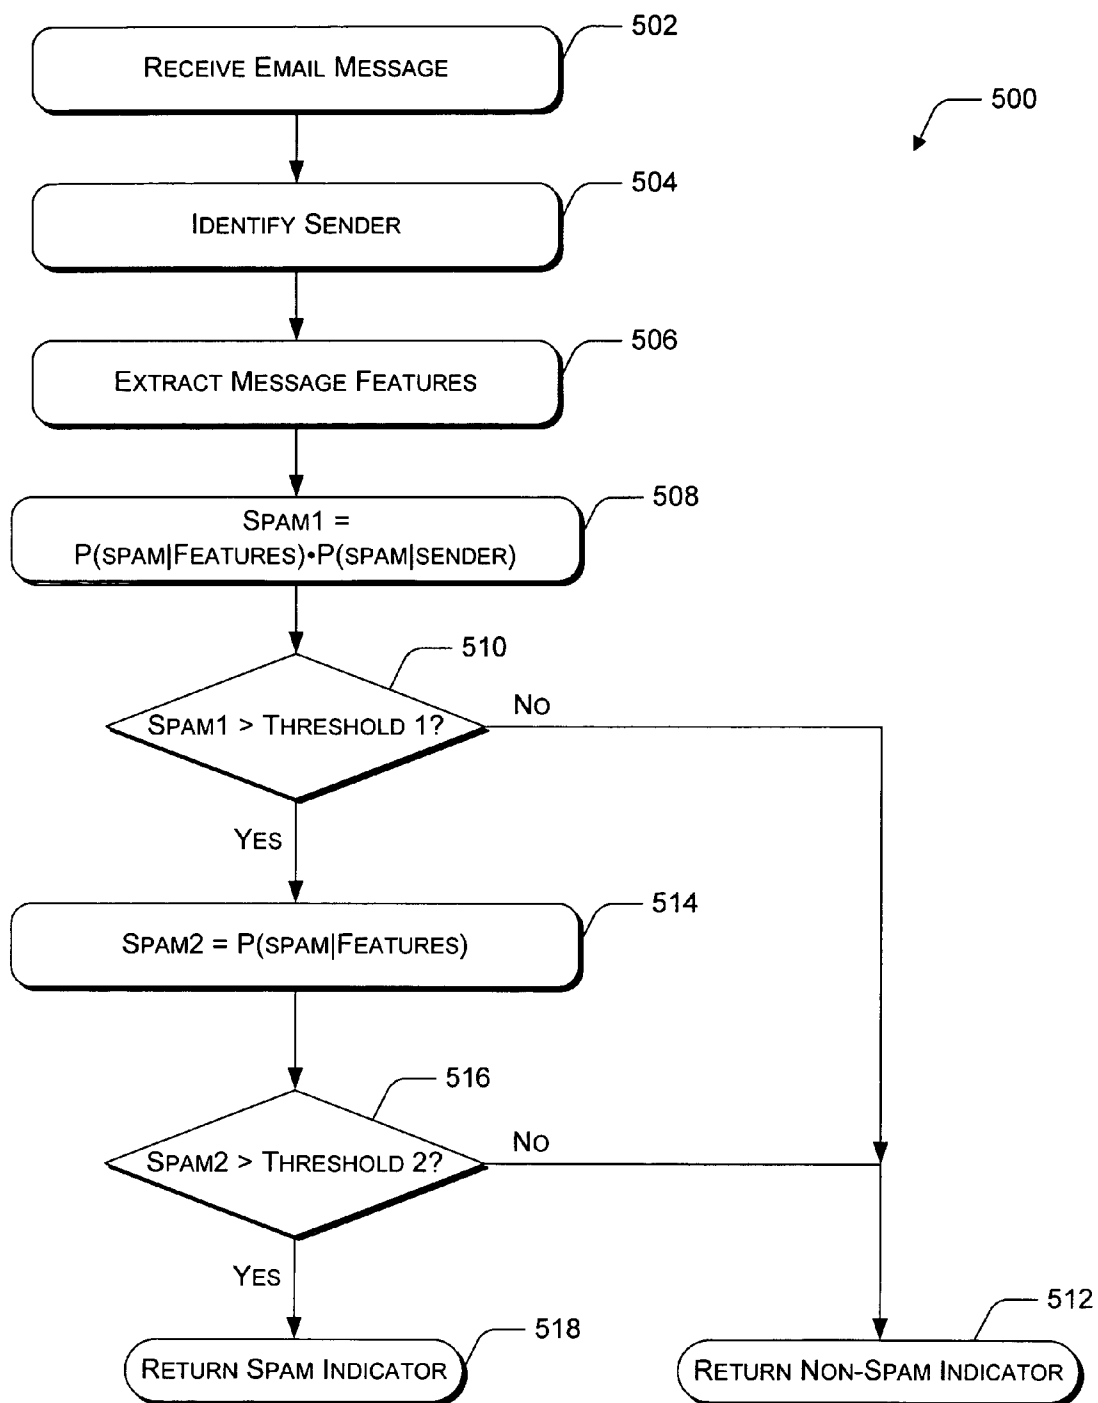 502
RECEIVE EMAIL MESSAGE
500
504
IDENTIFY SENDER
506
EXTRACT MESSAGE FEATURES
508
SPAM1 =
P(SPAM|FEATURES)•P(SPAM|SENDER)
510
SPAM1 > THRESHOLD 1?
NO
YES
514
SPAM2 = P(SPAM|FEATURES)
516
SPAM2 > THRESHOLD 2?
NO
YES
518
RETURN SPAM INDICATOR
512
RETURN NON-SPAM INDICATOR